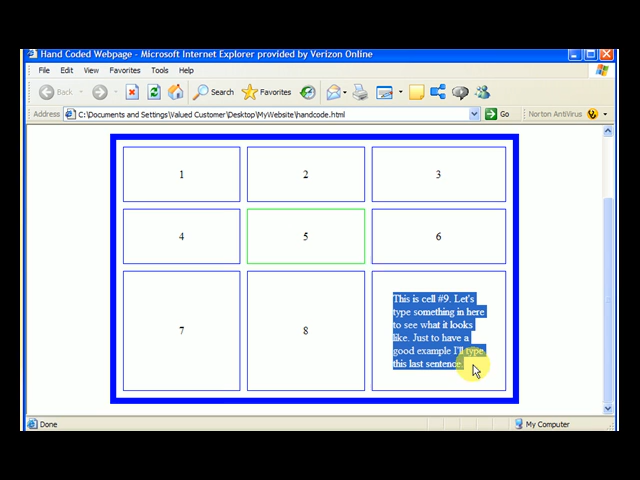 Hand Coded Webpage - Microsoft Internet Explorer provided by Verizon Online
File Edit View Favorites Tools Help
Back Search Favorites
Address C:\Documents and Settings\Valued Customer\Desktop\MyWebsite\handcode.html Go Norton AntiVirus
1 2 3
4 5 6
7 8
This is cell #9. Let's
type something in here
to see what it looks
like. Just to have a
good example I'll type
this last sentence.
Done My Computer